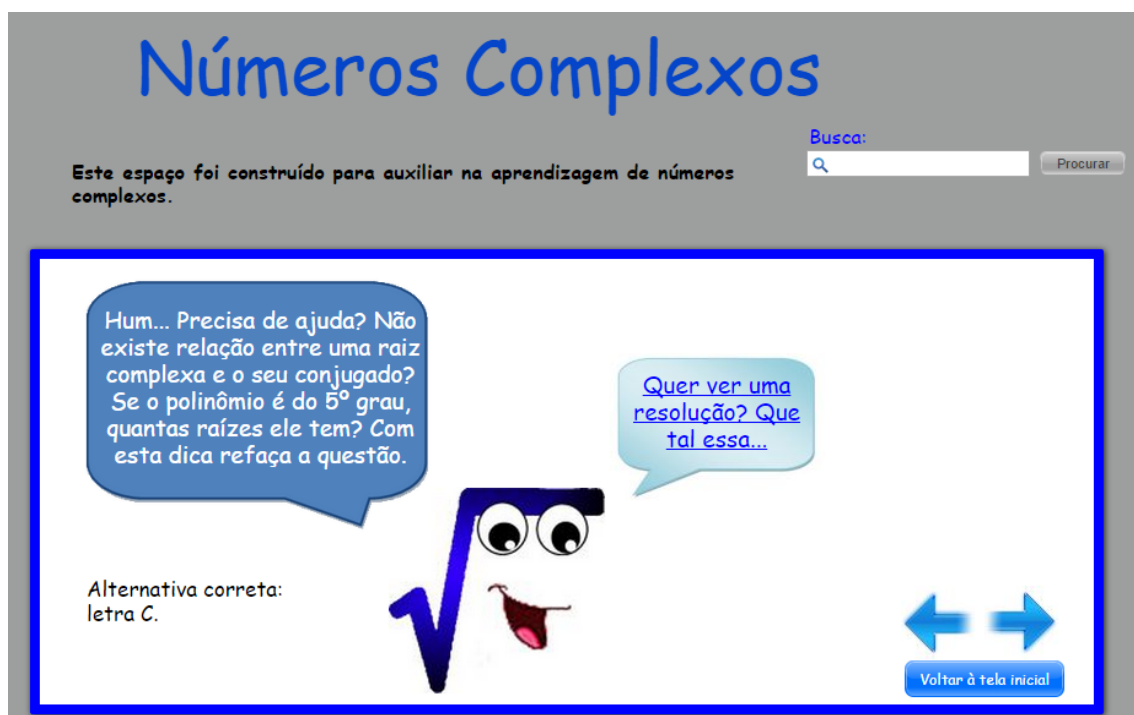 Números Complexos
Busca:
Procurar
Este espaço foi construído para auxiliar na aprendizagem de números
complexos.
Hum... Precisa de ajuda? Não
existe relação entre uma raiz
complexa e o seu conjugado?
Se o polinômio é do 5º grau,
quantas raízes ele tem? Com
esta dica refaça a questão.
Quer ver uma
resolução? Que
tal essa...
Alternativa correta:
letra C.
Voltar à tela inicial